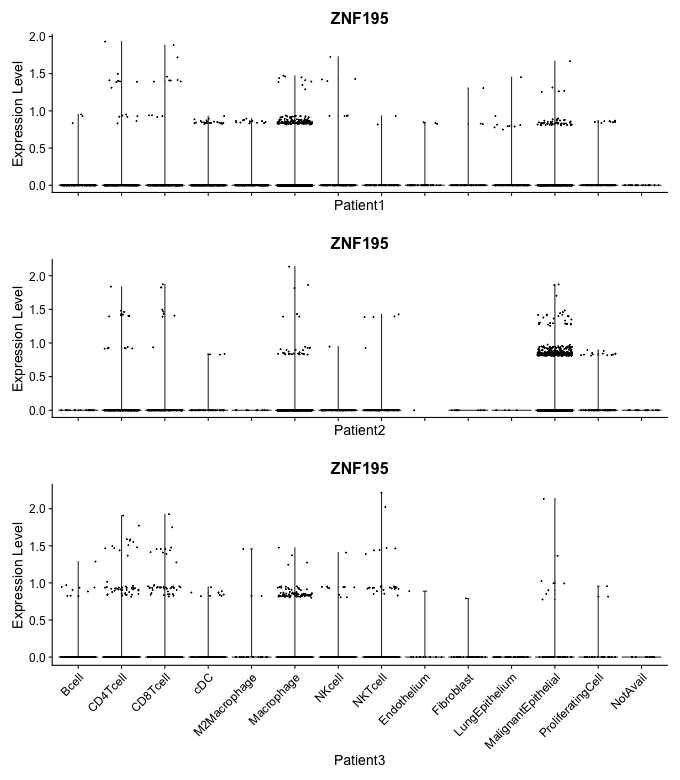 ZNF195
Expression Level
2.0
1.5
1.0
0.5
0.0
Patient1
ZNF195
Expression Level
2.0
1.5
1.0
0.5
0.0
Patient2
ZNF195
Expression Level
2.0
1.5
1.0
0.5
0.0
Bcell
CD4Tcell
CD8Tcell
cDC
M2Macrophage
Macrophage
NKcell
NKTcell
Endothelium
Fibroblast
LungEpithelium
MalignantEpithelial
ProliferatingCell
NotAvail
Patient3